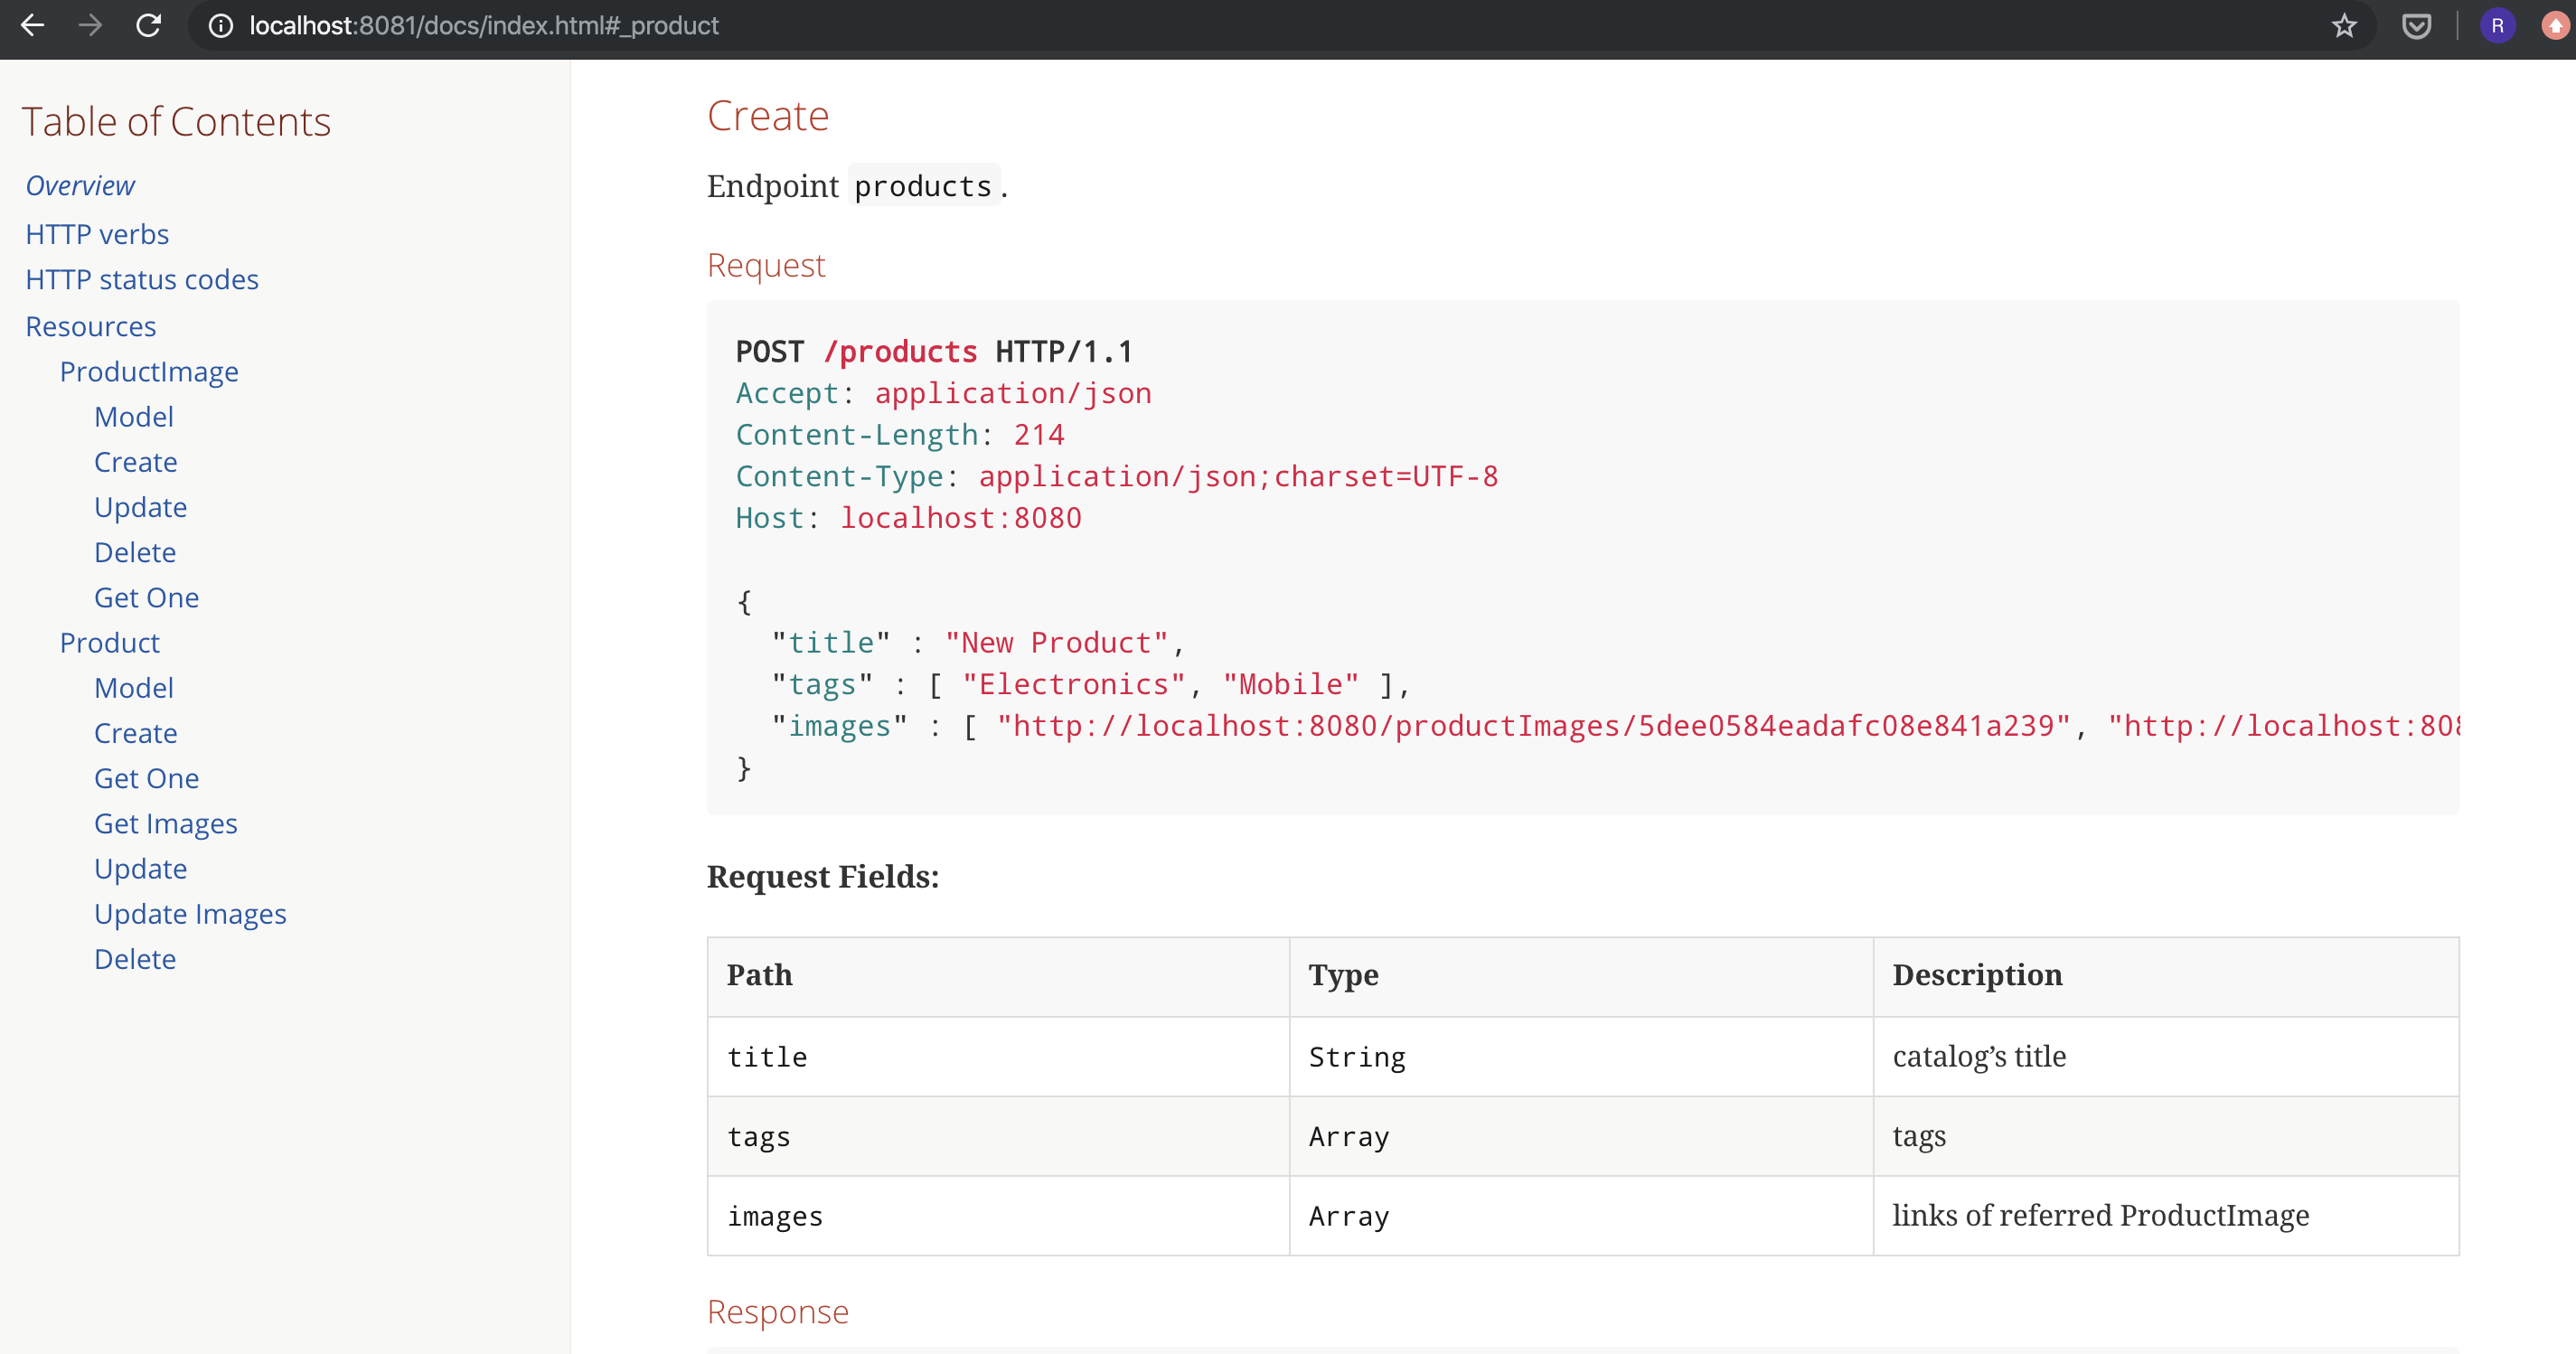 localhost:8081/docs/index.html#_product
R
Table of Contents
Overview
HTTP verbs
HTTP status codes
Resources
ProductImage
Model
Create
Update
Delete
Get One
Product
Model
Create
Get One
Get Images
Update
Update Images
Delete
Create
Endpoint products.
Request
POST /products HTTP/1.1
Accept: application/json
Content-Length: 214
Content-Type: application/json;charset=UTF-8
Host: localhost:8080
{
"title" : "New Product",
"tags" : [ "Electronics", "Mobile" ],
"images" : [ "http://localhost:8080/productImages/5dee0584eadafc08e841a239", "http://localhost:808
}
Request Fields:
Path Type Description
title String catalog’s title
tags Array tags
images Array links of referred ProductImage
Response